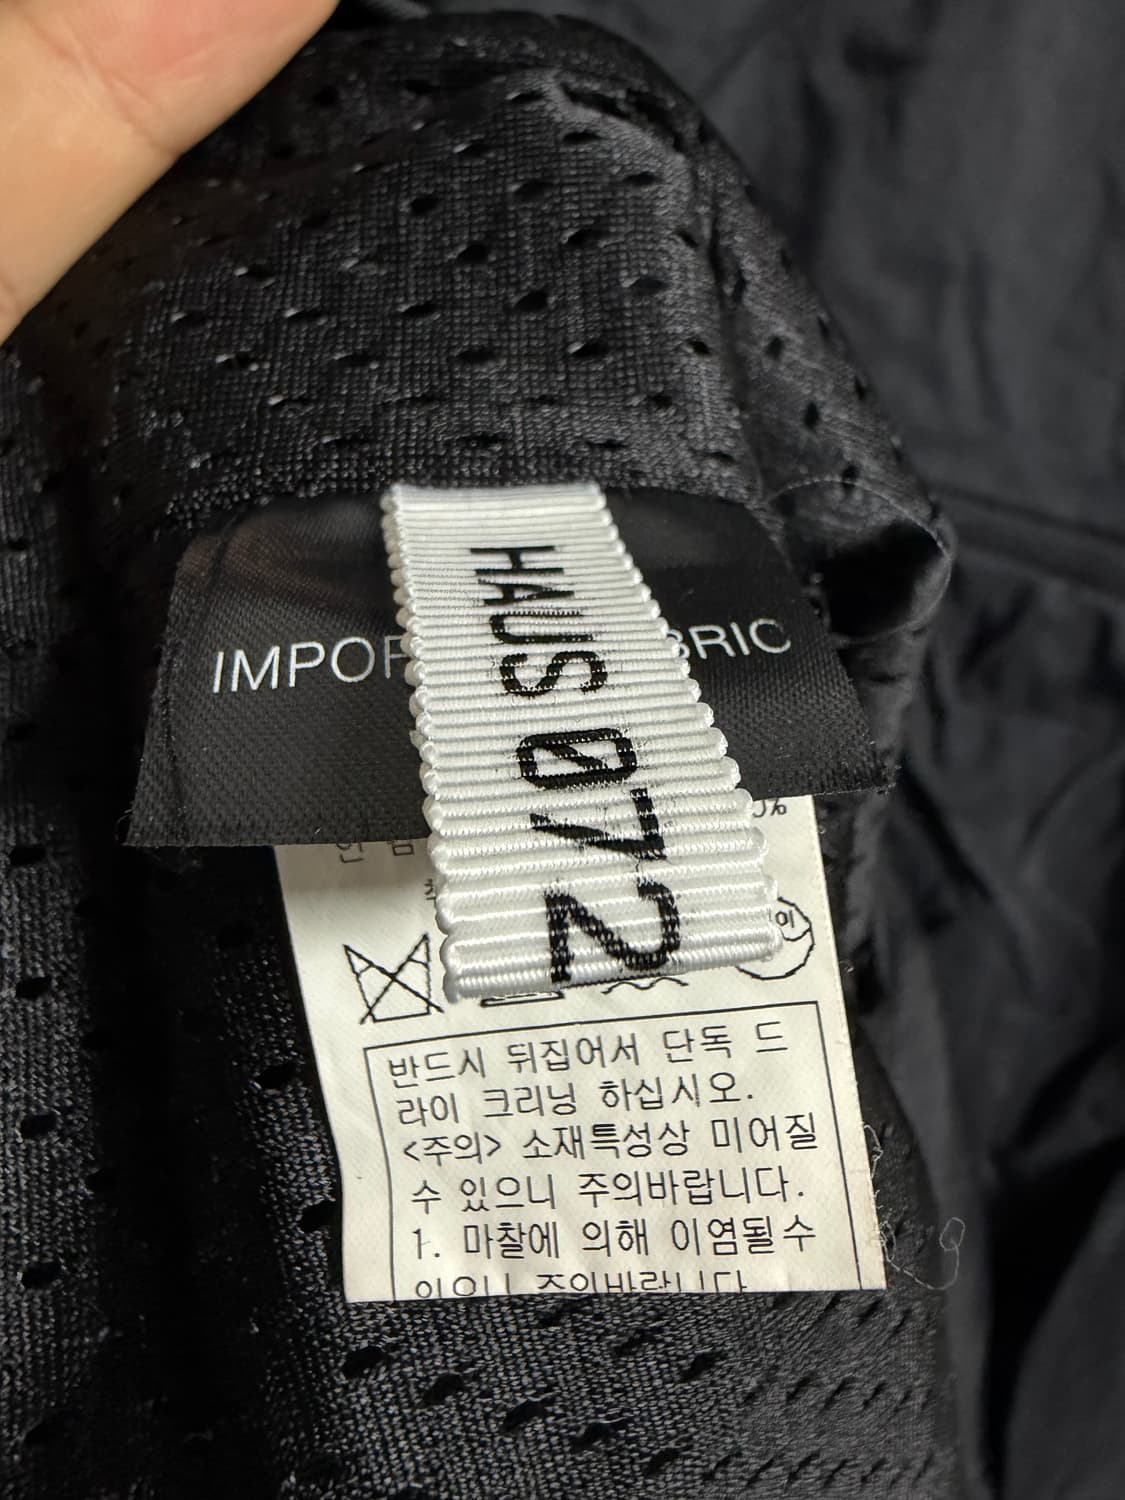 HAUS 072
반드시 뒤집어서 단독 드
라이 크리닝 하십시오.
<주의> 소재특성상 미어질
수 있으니 주의바랍니다.
1. 마찰에 의해 이염될수